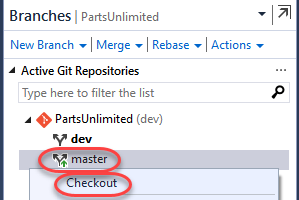 Branches | PartsUnlimited
New Branch | Merge | Rebase | Actions
Active Git Repositories
Type here to filter the list
PartsUnlimited (dev)
dev
master
Checkout